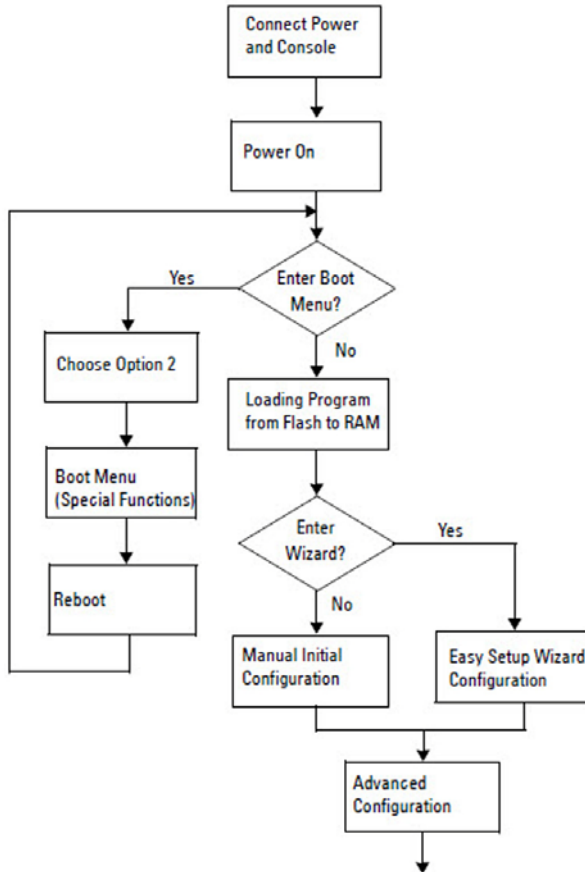 Connect Power
and Console
Power On
Enter Boot
Menu?
Yes
No
Choose Option 2
Loading Program
from Flash to RAM
Boot Menu
(Special Functions)
Enter
Wizard?
Yes
No
Reboot
Manual Initial
Configuration
Easy Setup Wizard
Configuration
Advanced
Configuration